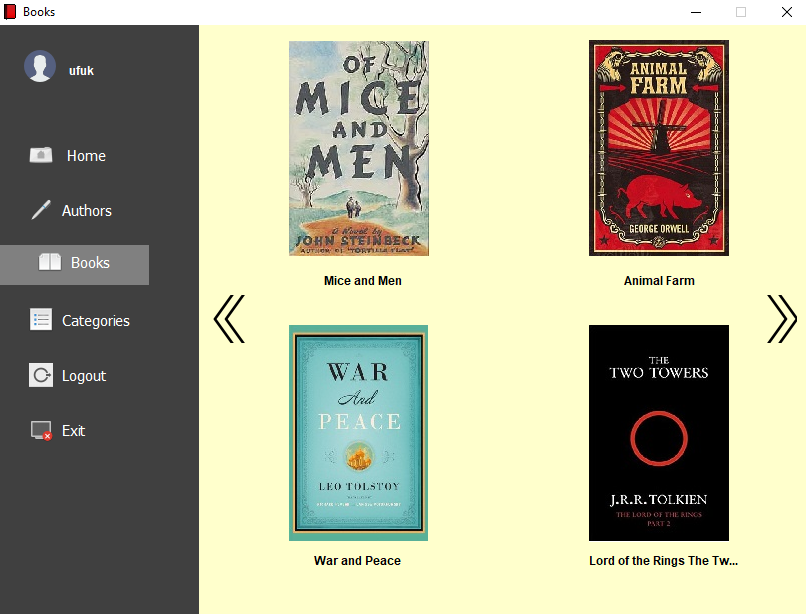 Books
ufuk
Home
Authors
Books
Categories
Logout
Exit
OF
MICE
AND
MEN
A Novel by
JOHN STEINBECK
AUTHOR OF "TORTILLA FLAT"
Mice and Men
ANIMAL
FARM
GEORGE ORWELL
Animal Farm
WAR
And
PEACE
LEO TOLSTOY
War and Peace
THE
TWO TOWERS
J.R.R. TOLKIEN
THE LORD OF THE RINGS
PART 2
Lord of the Rings The Tw...